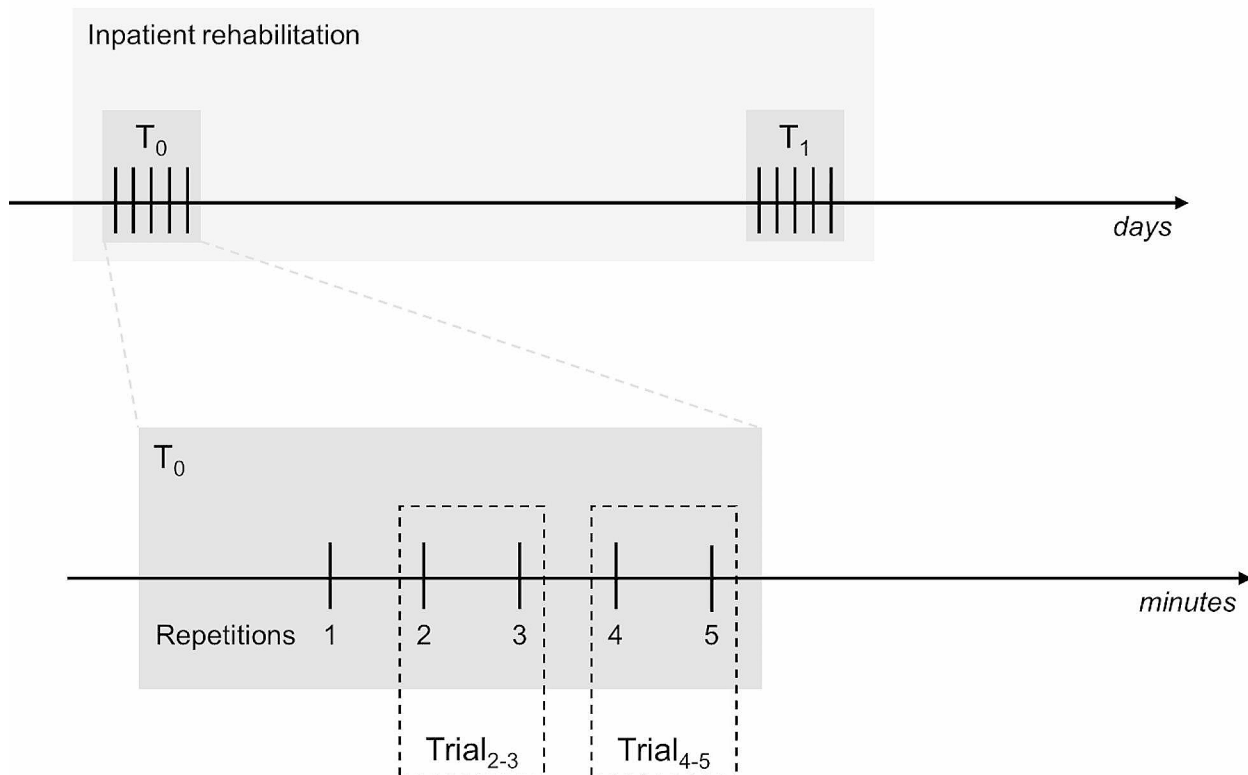 Inpatient rehabilitation
T₀ T₁
days
T₀
minutes
Repetitions 1 2 3 4 5
Trial₂₋₃ Trial₄₋₅